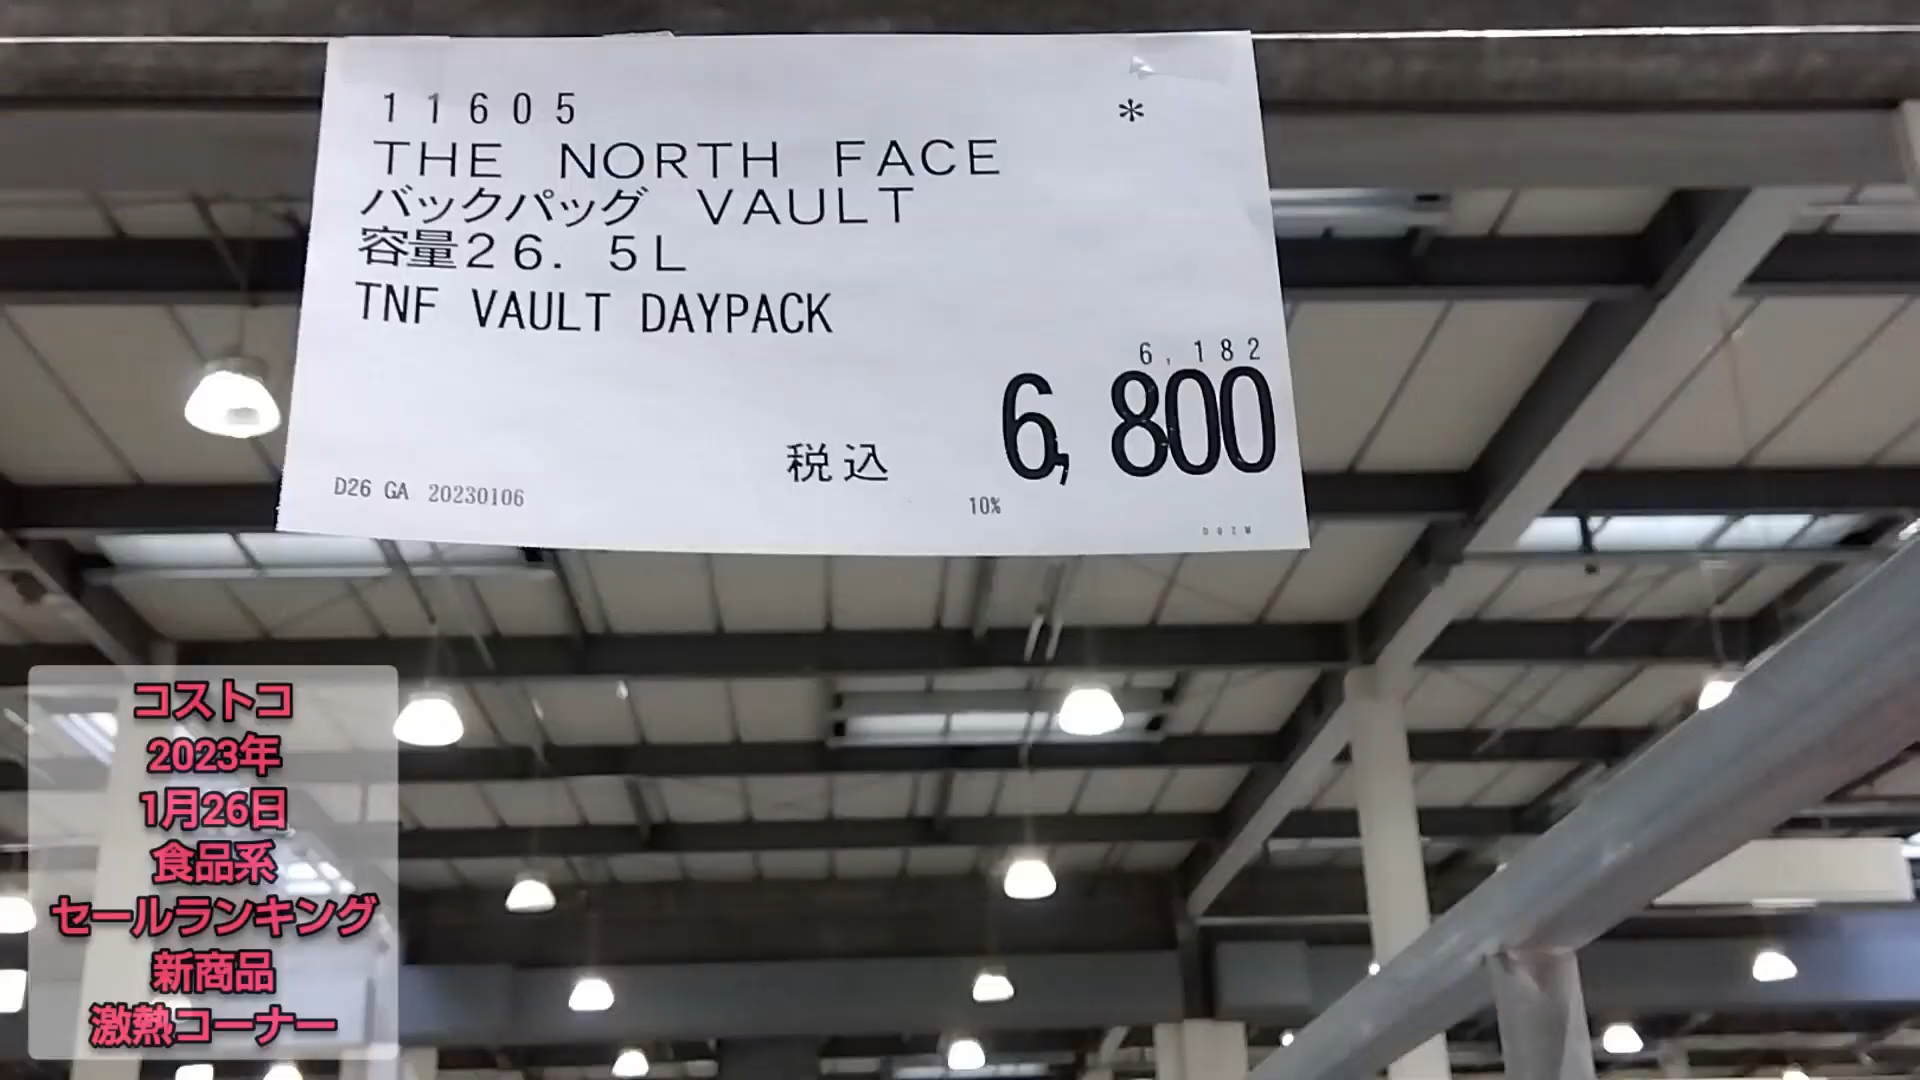 11605 *
THE NORTH FACE
バックパッグ VAULT
容量26.5L
TNF VAULT DAYPACK
6,182
税込 6,800
10%
D26 GA 20230106
コストコ
2023年
1月26日
食品系
セールランキング
新商品
激熱コーナー